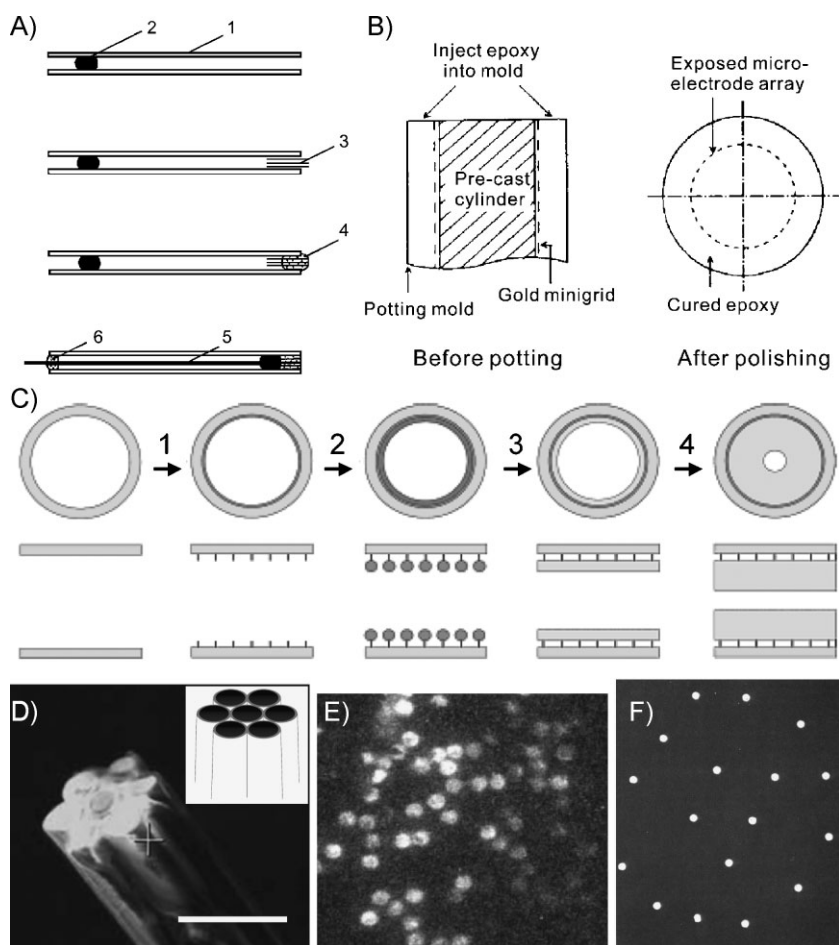 A)
2
1
3
4
6
5
B)
Inject epoxy
into mold
Pre-cast
cylinder
Potting mold
Gold minigrid
Before potting
Exposed micro-
electrode array
Cured epoxy
After polishing
C)
1
2
3
4
D)
E)
F)